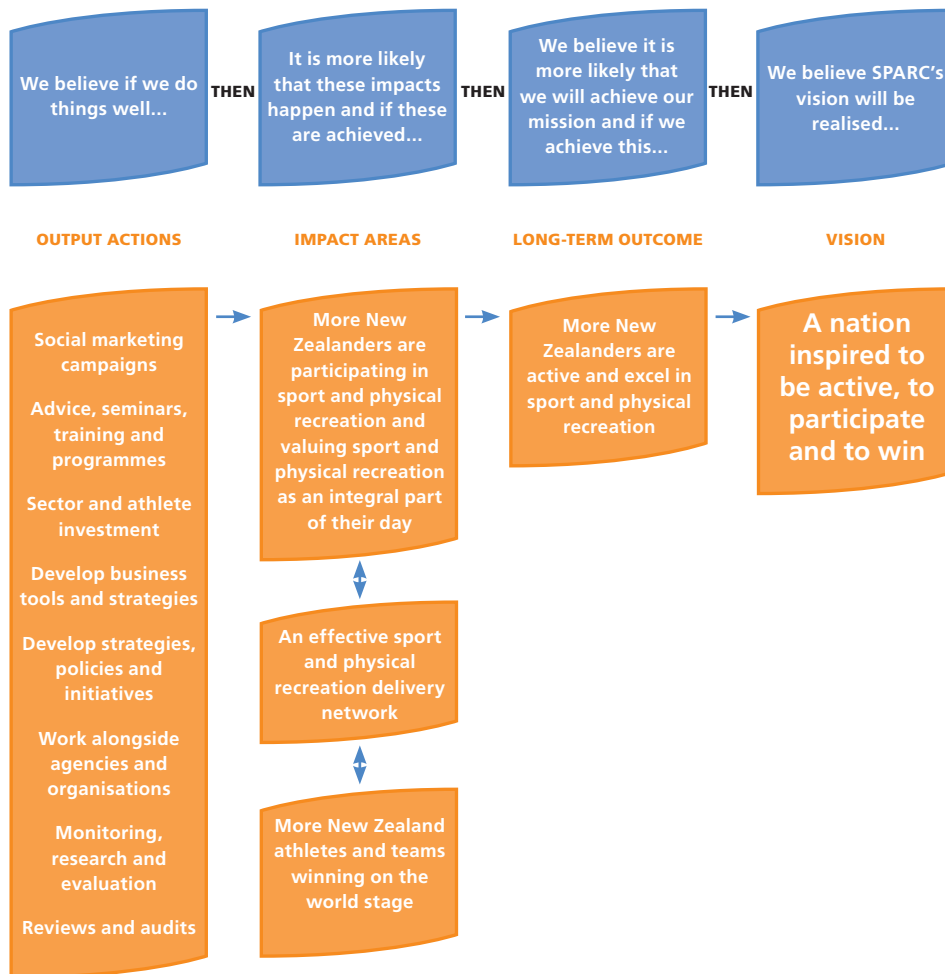 We believe if we do
things well...
THEN
It is more likely
that these impacts
happen and if these
are achieved...
THEN
We believe it is
more likely that
we will achieve our
mission and if we
achieve this...
THEN
We believe SPARC’s
vision will be
realised...
OUTPUT ACTIONS
IMPACT AREAS
LONG-TERM OUTCOME
VISION
Social marketing
campaigns
Advice, seminars,
training and
programmes
Sector and athlete
investment
Develop business
tools and strategies
Develop strategies,
policies and
initiatives
Work alongside
agencies and
organisations
Monitoring,
research and
evaluation
Reviews and audits
More New
Zealanders are
participating in
sport and physical
recreation and
valuing sport and
physical recreation
as an integral part
of their day
An effective sport
and physical
recreation delivery
network
More New Zealand
athletes and teams
winning on the
world stage
More New
Zealanders are
active and excel in
sport and physical
recreation
A nation
inspired to
be active, to
participate
and to win